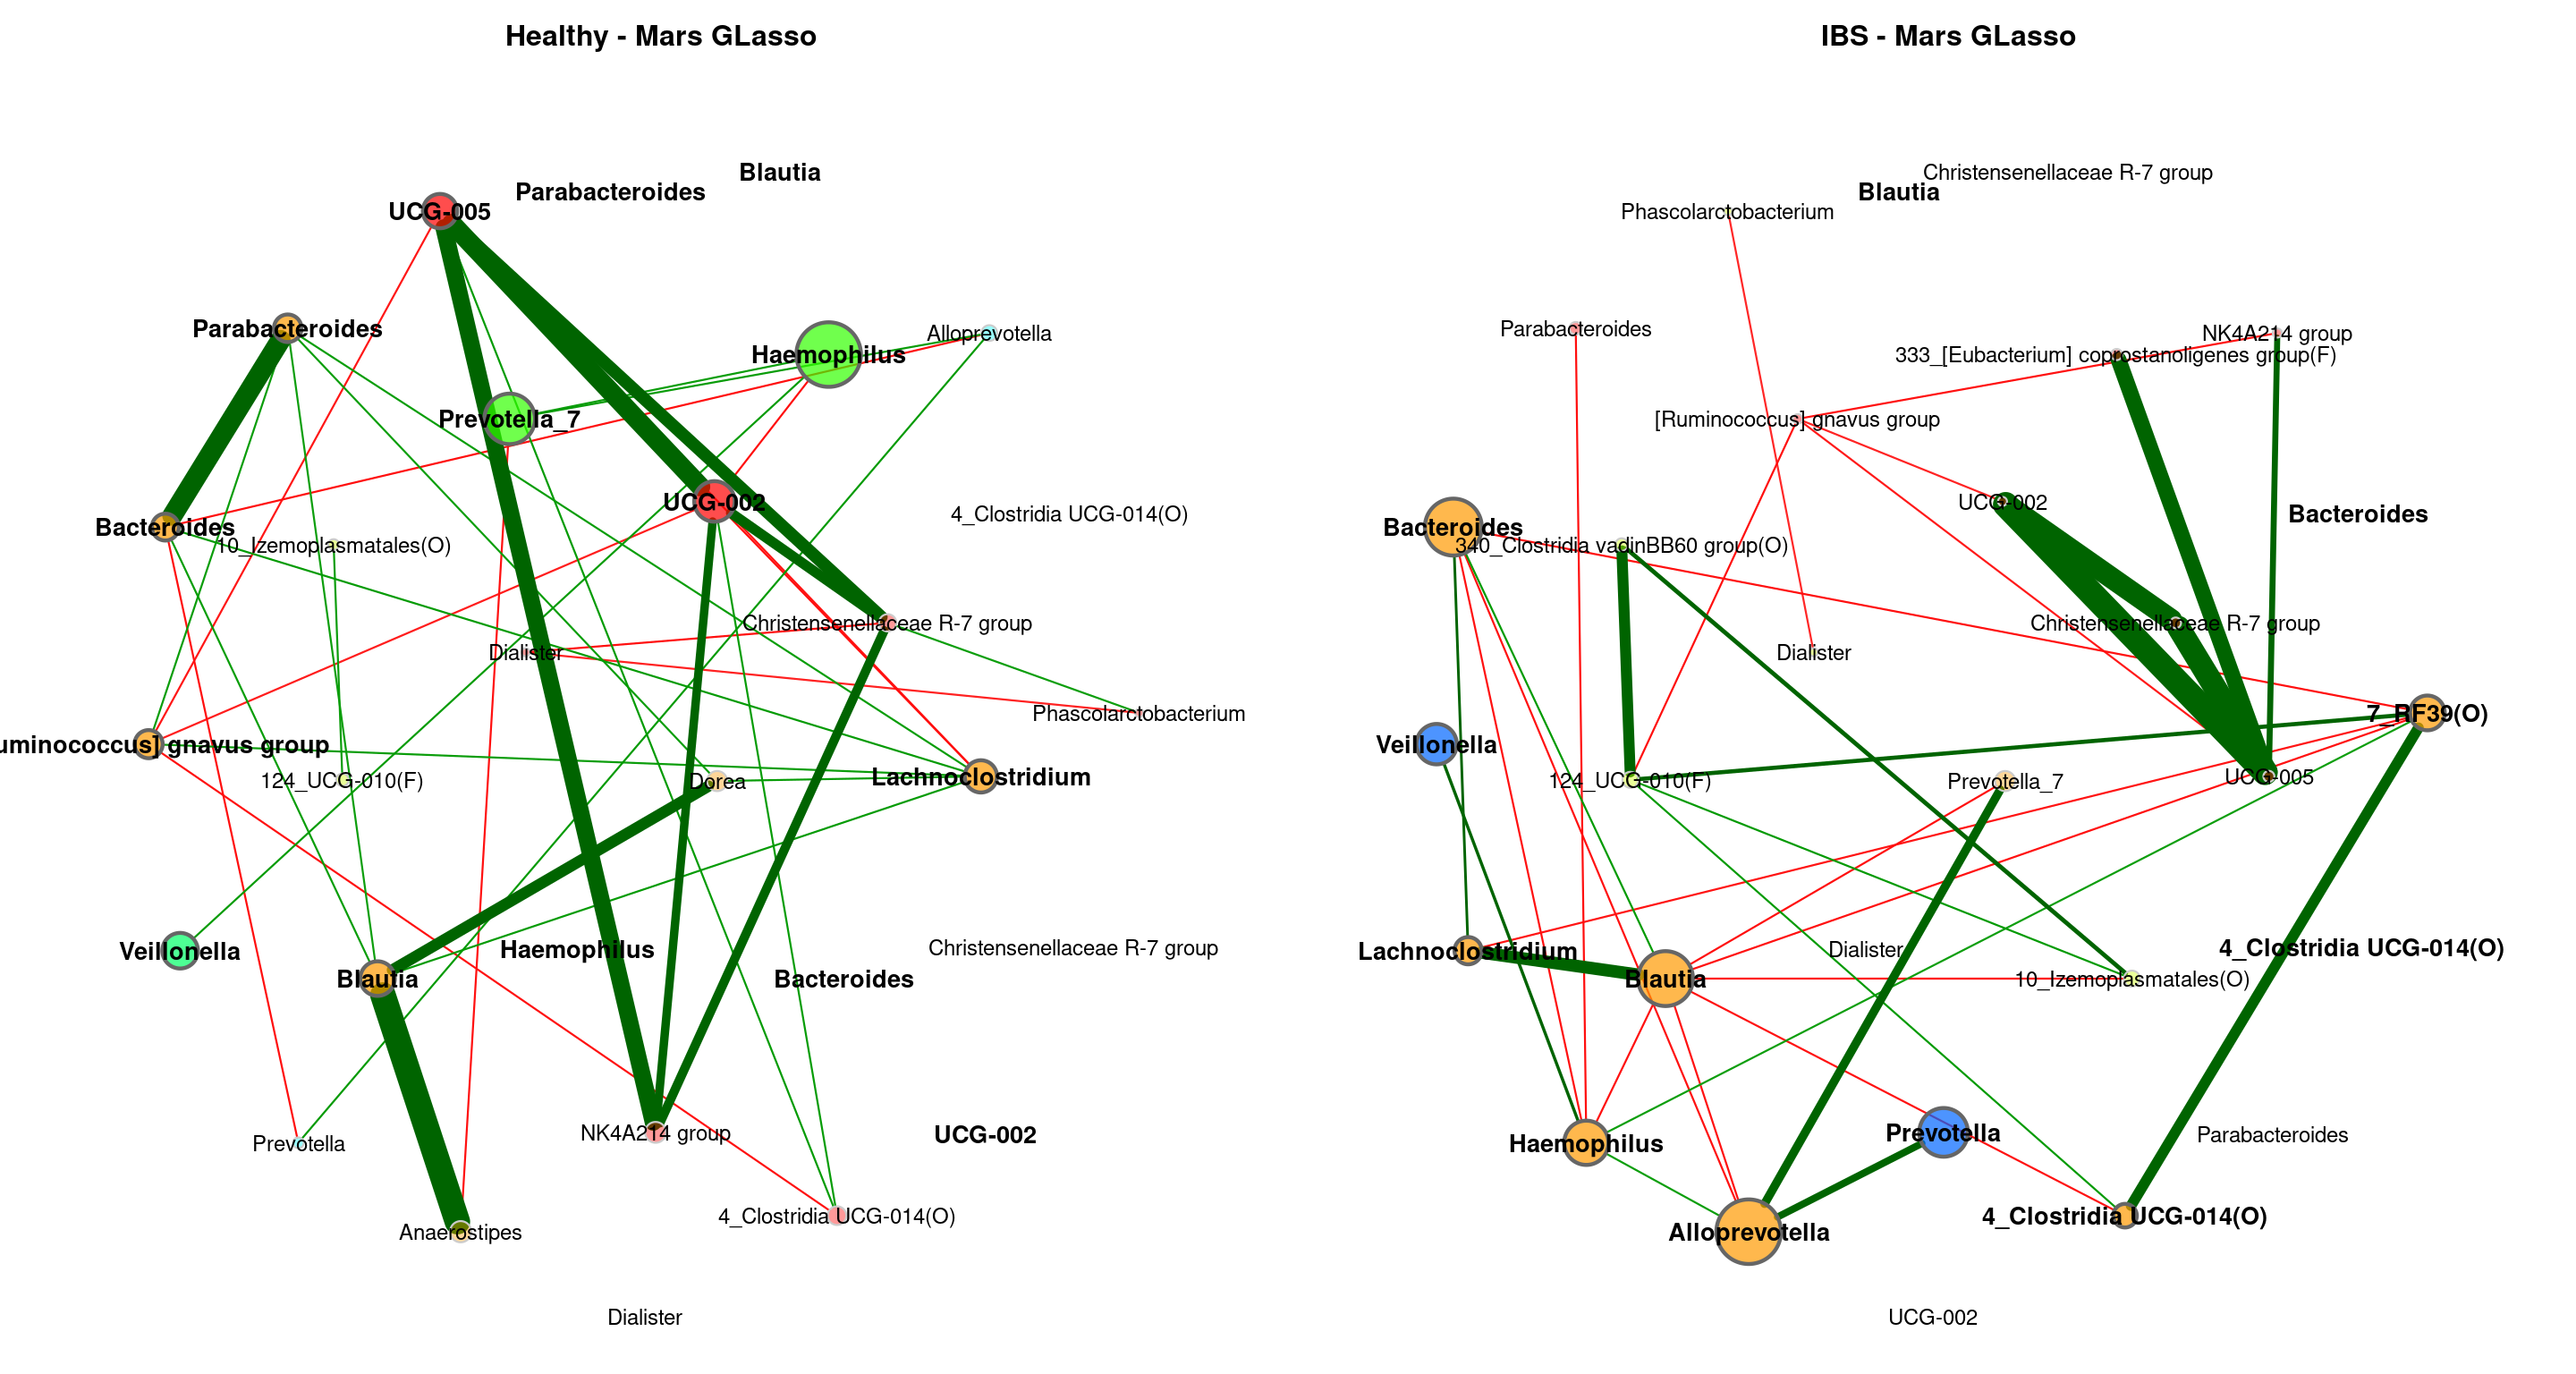 Healthy - Mars GLasso
Blautia
Parabacteroides
UCG-005
Parabacteroides
Alloprevotella
Haemophilus
Prevotella_7
UCG-002
4_Clostridia UCG-014(O)
Bacteroides
10_Izemoplasmatales(O)
Christensenellaceae R-7 group
Dialister
Phascolarctobacterium
uminococcus] gnavus group
124_UCG-010(F)
Dorea
Lachnoclostridium
Veillonella
Haemophilus
Christensenellaceae R-7 group
Blautia
Bacteroides
Prevotella
NK4A214 group
UCG-002
4_Clostridia UCG-014(O)
Anaerostipes
Dialister
IBS - Mars GLasso
Christensenellaceae R-7 group
Blautia
Phascolarctobacterium
Parabacteroides
NK4A214 group
333_[Eubacterium] coprostanoligenes group(F)
[Ruminococcus] gnavus group
UCG-002
Bacteroides
Bacteroides
340_Clostridia vadinBB60 group(O)
Christensenellaceae R-7 group
Dialister
7_RF39(O)
Veillonella
124_UCG-010(F)
Prevotella_7
UCG-005
Lachnoclostridium
Dialister
4_Clostridia UCG-014(O)
Blautia
10_Izemoplasmatales(O)
Haemophilus
Prevotella
Parabacteroides
4_Clostridia UCG-014(O)
Alloprevotella
UCG-002